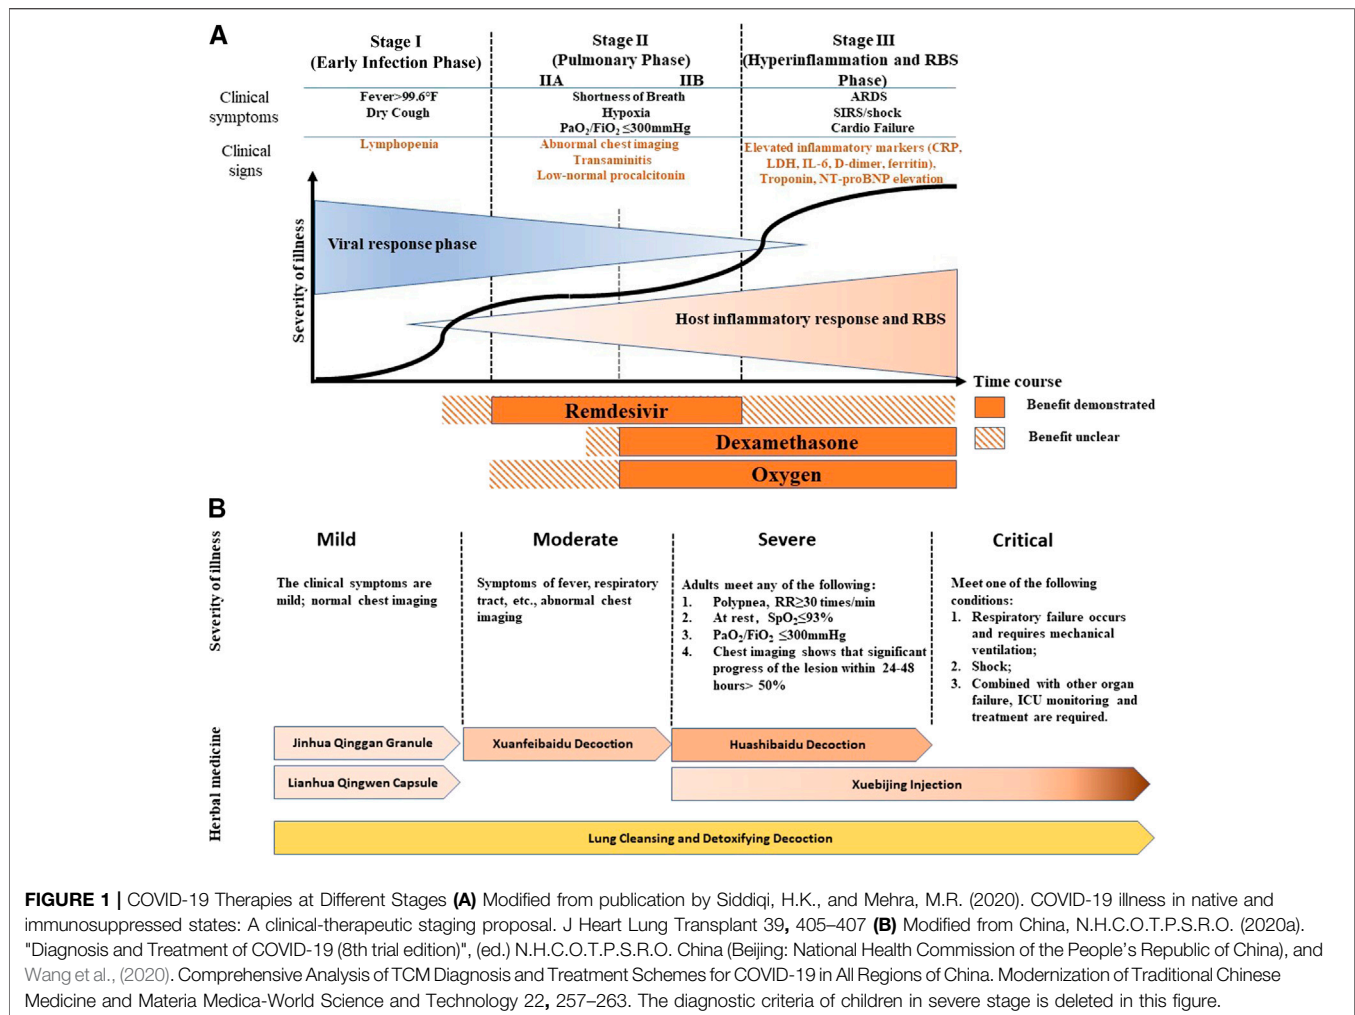 A
Stage I
(Early Infection Phase)
Stage II
(Pulmonary Phase)
IIA IIB
Stage III
(Hyperinflammation and RBS
Phase)
Clinical
symptoms
Fever>99.6°F
Dry Cough
Shortness of Breath
Hypoxia
PaO2/FiO2 ≤300mmHg
ARDS
SIRS/shock
Cardio Failure
Clinical
signs
Lymphopenia
Abnormal chest imaging
Transaminitis
Low-normal procalcitonin
Elevated inflammatory markers (CRP,
LDH, IL-6, D-dimer, ferritin),
Troponin, NT-proBNP elevation
Severity of illness
Viral response phase
Host inflammatory response and RBS
Time course
Remdesivir
Dexamethasone
Oxygen
Benefit demonstrated
Benefit unclear
B
Severity of illness
Mild
Moderate
Severe
Critical
The clinical symptoms are
mild; normal chest imaging
Symptoms of fever, respiratory
tract, etc., abnormal chest
imaging
Adults meet any of the following:
1. Polypnea, RR≥30 times/min
2. At rest, SpO2≤93%
3. PaO2/FiO2 ≤300mmHg
4. Chest imaging shows that significant
progress of the lesion within 24-48
hours> 50%
Meet one of the following
conditions:
1. Respiratory failure occurs
and requires mechanical
ventilation;
2. Shock;
3. Combined with other organ
failure, ICU monitoring and
treatment are required.
Herbal medicine
Jinhua Qinggan Granule
Xuanfeibaidu Decoction
Huashibaidu Decoction
Lianhua Qingwen Capsule
Xuebijing Injection
Lung Cleansing and Detoxifying Decoction
FIGURE 1 | COVID-19 Therapies at Different Stages (A) Modified from publication by Siddiqi, H.K., and Mehra, M.R. (2020). COVID-19 illness in native and
immunosuppressed states: A clinical-therapeutic staging proposal. J Heart Lung Transplant 39, 405–407 (B) Modified from China, N.H.C.O.T.P.S.R.O. (2020a).
"Diagnosis and Treatment of COVID-19 (8th trial edition)", (ed.) N.H.C.O.T.P.S.R.O. China (Beijing: National Health Commission of the People's Republic of China), and
Wang et al., (2020). Comprehensive Analysis of TCM Diagnosis and Treatment Schemes for COVID-19 in All Regions of China. Modernization of Traditional Chinese
Medicine and Materia Medica-World Science and Technology 22, 257–263. The diagnostic criteria of children in severe stage is deleted in this figure.